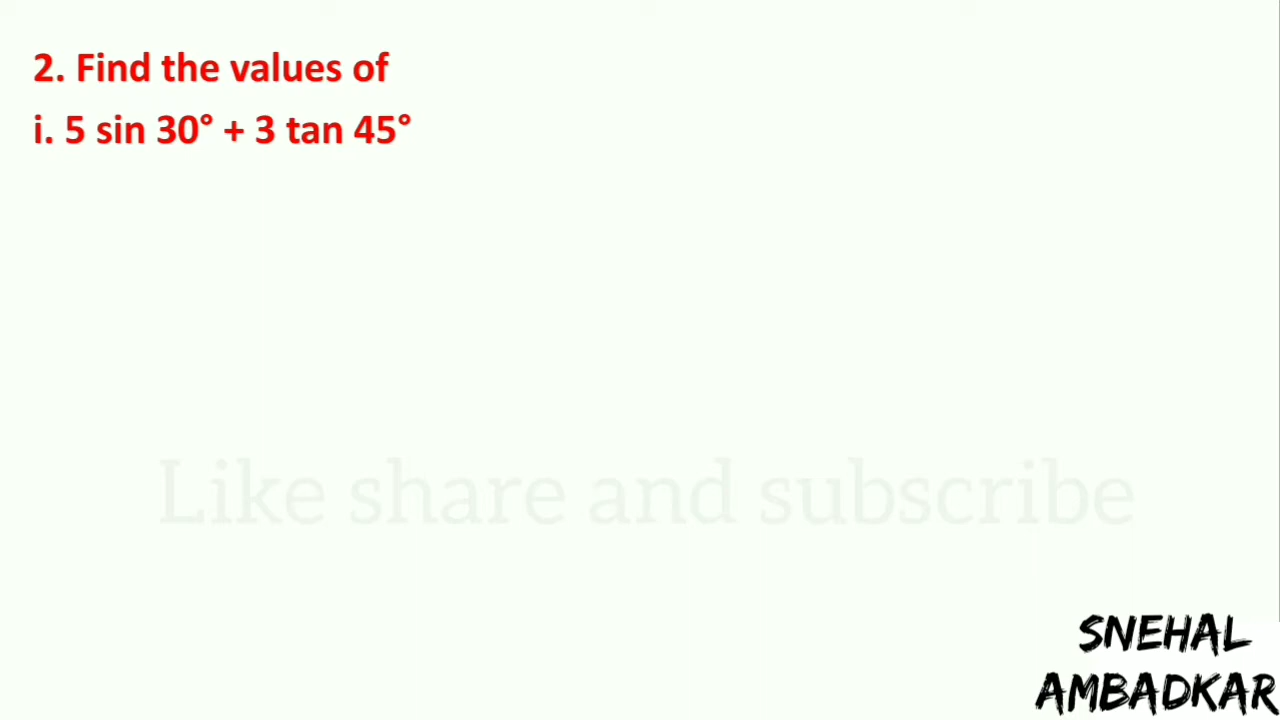 2. Find the values of
i. 5 sin 30° + 3 tan 45°
Like share and subscribe
SNEHAL
AMBADKAR